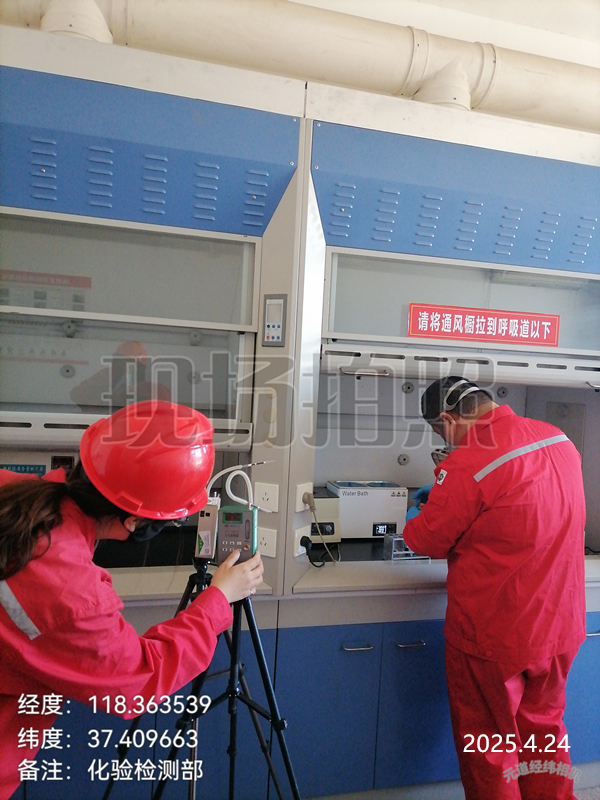 请将通风橱拉到呼吸道以下
现场拍照
Water Bath
经度：118.363539
纬度：37.409663
备注：化验检测部
2025.4.24
元道经纬相机